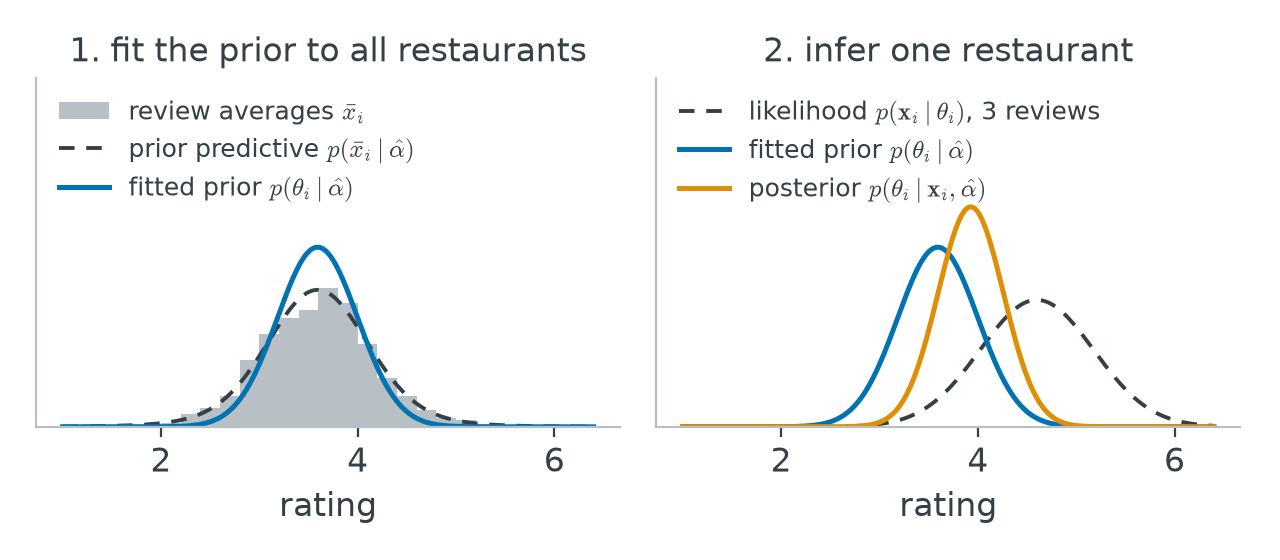 1. fit the prior to all restaurants
review averages x̄ᵢ
prior predictive p(x̄ᵢ | α̂)
fitted prior p(θᵢ | α̂)
2 4 6
rating
2. infer one restaurant
likelihood p(𝐱ᵢ | θᵢ), 3 reviews
fitted prior p(θᵢ | α̂)
posterior p(θᵢ | 𝐱ᵢ, α̂)
2 4 6
rating